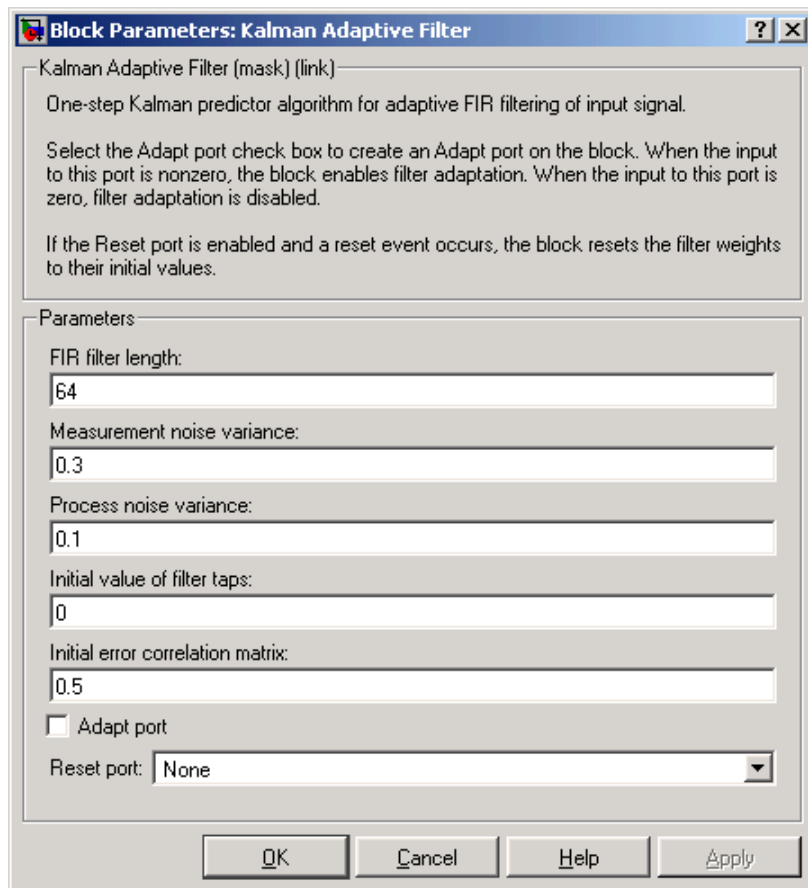 Block Parameters: Kalman Adaptive Filter
Kalman Adaptive Filter (mask) (link)
One-step Kalman predictor algorithm for adaptive FIR filtering of input signal.
Select the Adapt port check box to create an Adapt port on the block. When the input
to this port is nonzero, the block enables filter adaptation. When the input to this port is
zero, filter adaptation is disabled.
If the Reset port is enabled and a reset event occurs, the block resets the filter weights
to their initial values.
Parameters
FIR filter length:
64
Measurement noise variance:
0.3
Process noise variance:
0.1
Initial value of filter taps:
0
Initial error correlation matrix:
0.5
Adapt port
Reset port: None
OK Cancel Help Apply